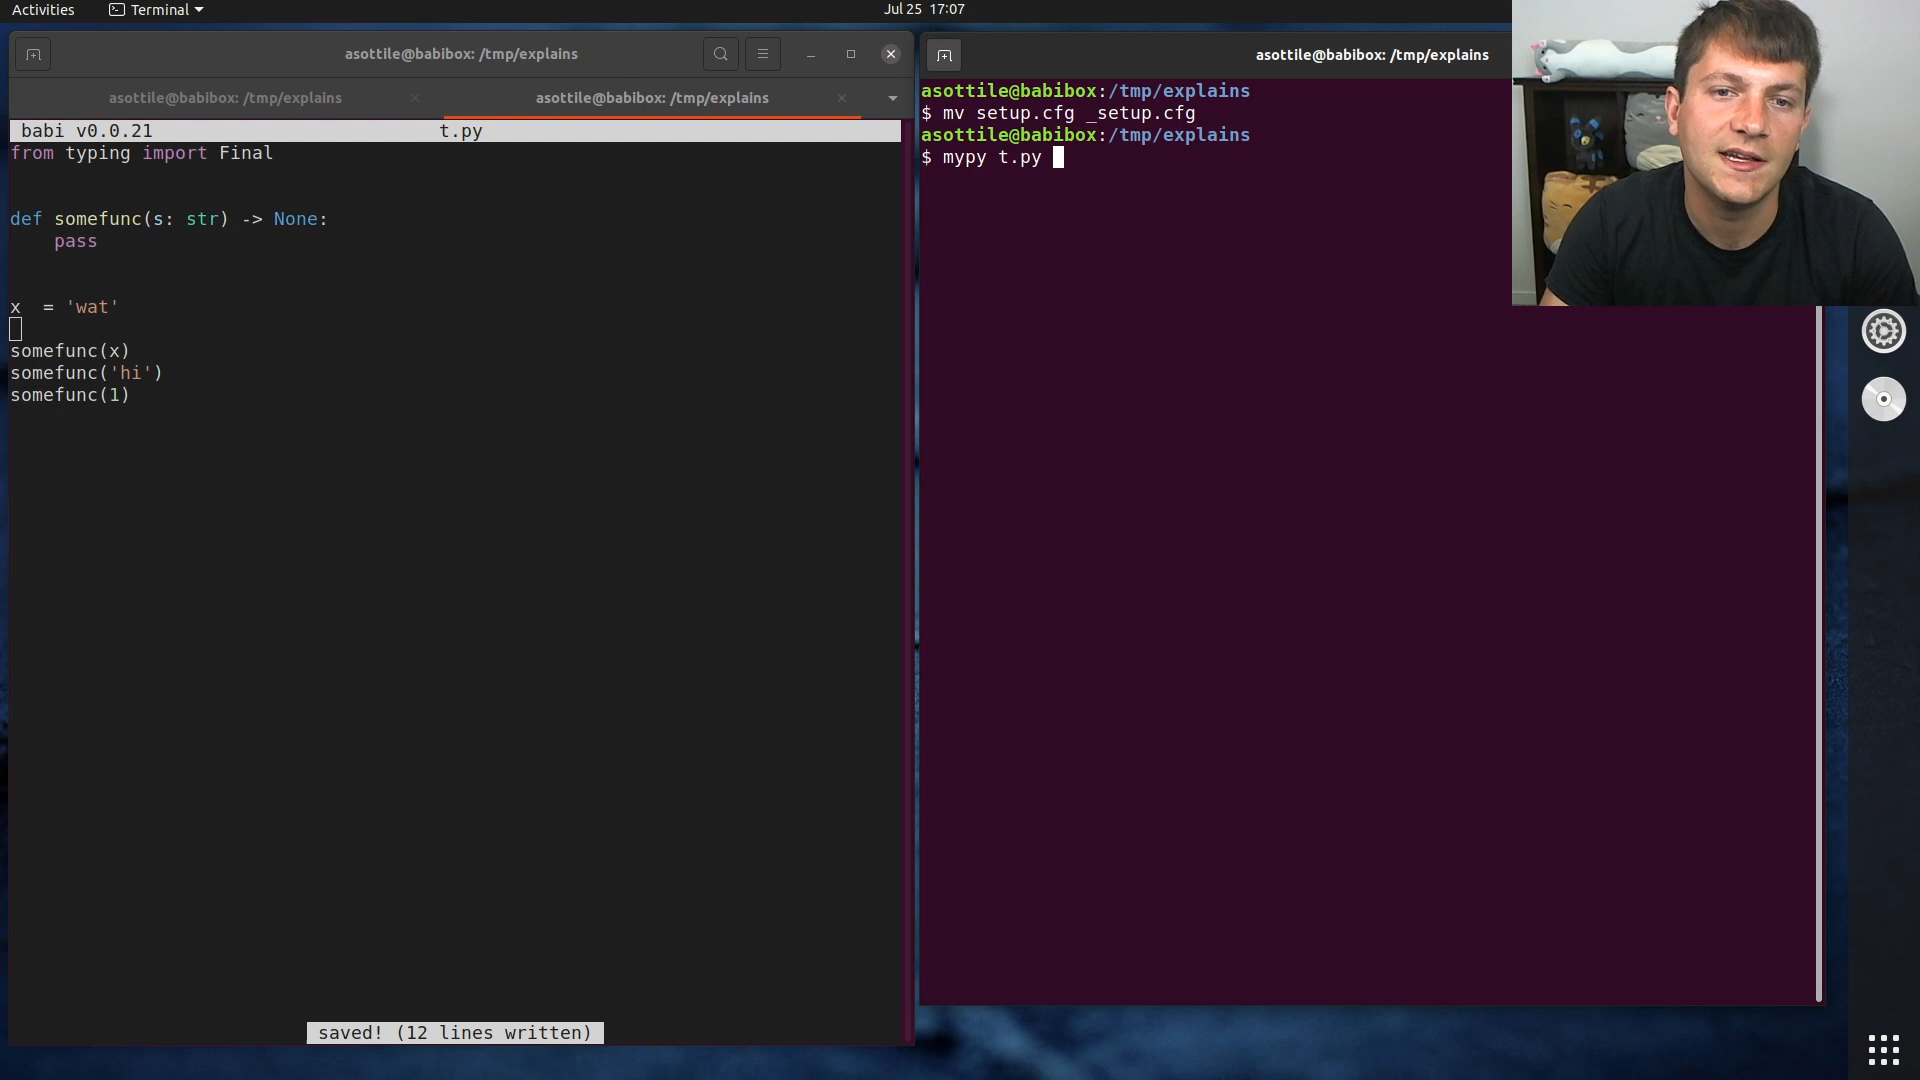 Activities
Terminal
Jul 25 17:07
asottile@babibox: /tmp/explains
asottile@babibox: /tmp/explains
asottile@babibox: /tmp/explains
babi v0.0.21 t.py
from typing import Final
def somefunc(s: str) -> None:
    pass
x  = 'wat'
somefunc(x)
somefunc('hi')
somefunc(1)
saved! (12 lines written)
asottile@babibox: /tmp/explains
asottile@babibox:/tmp/explains
$ mv setup.cfg _setup.cfg
asottile@babibox:/tmp/explains
$ mypy t.py